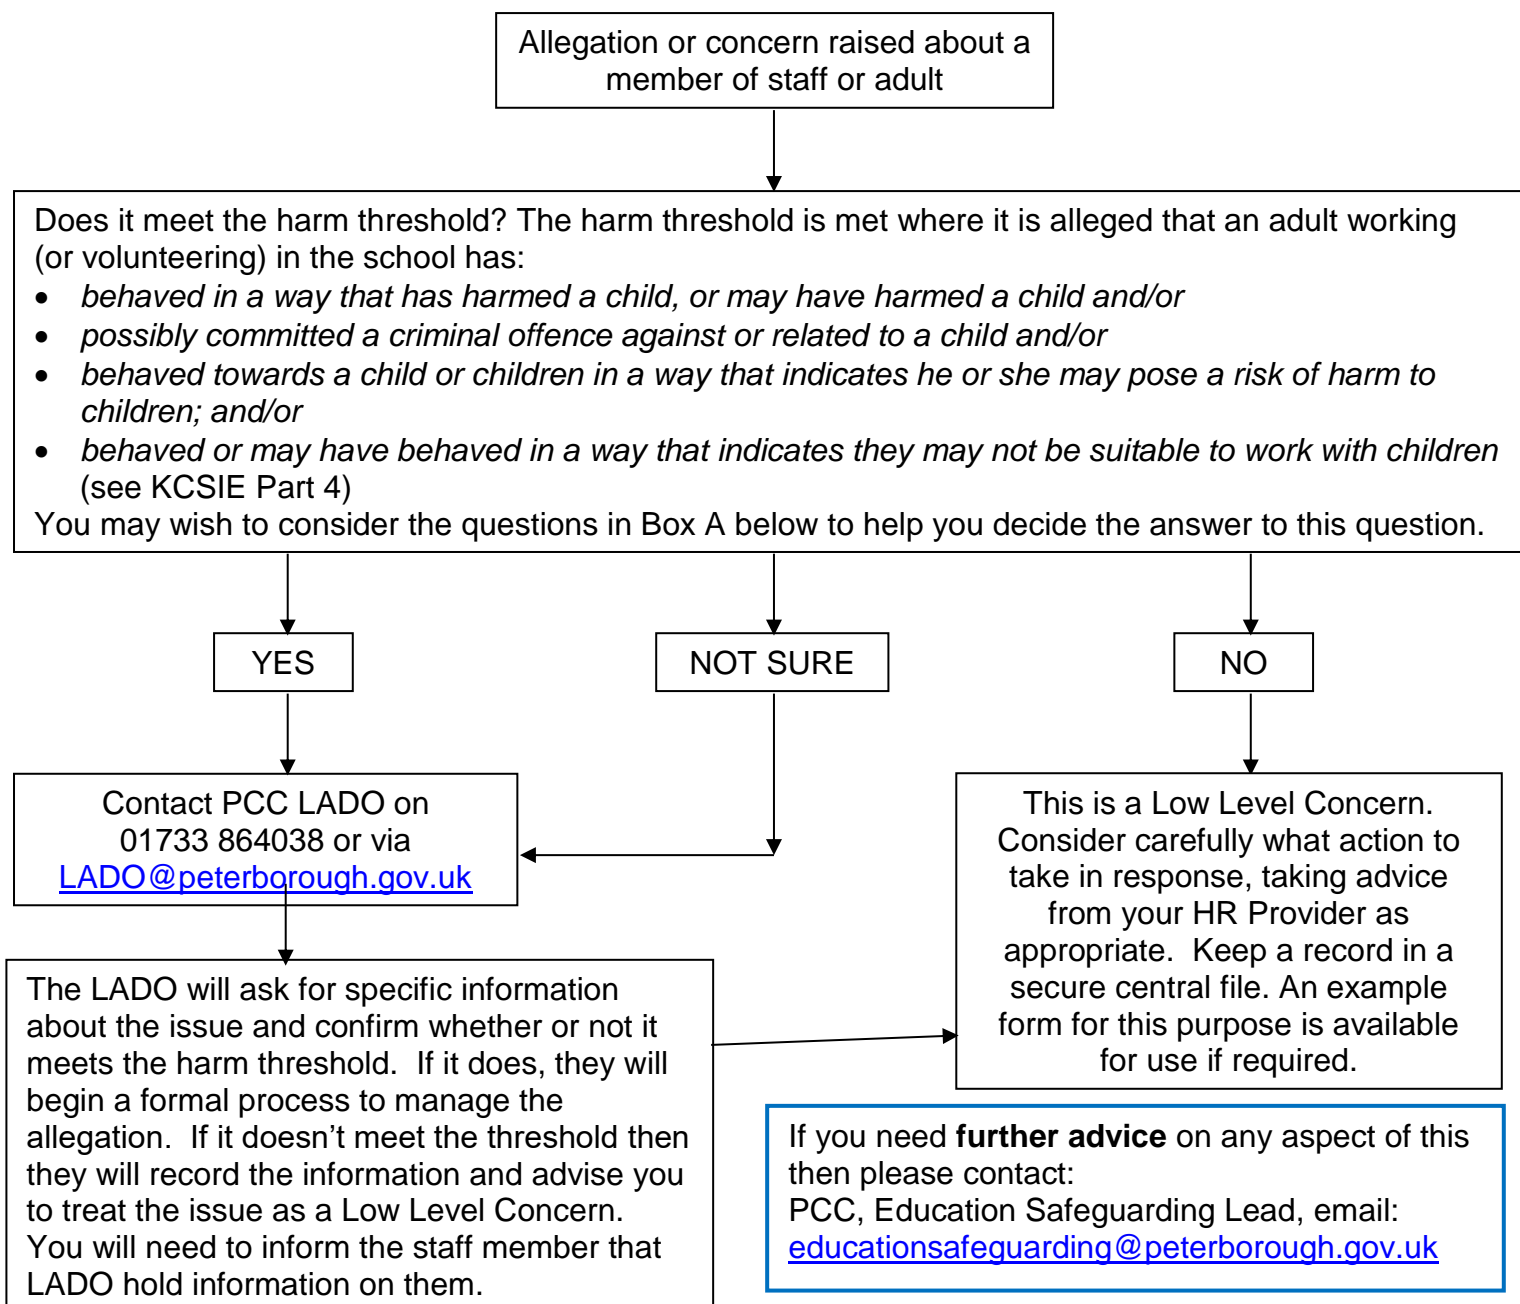 Allegation or concern raised about a
member of staff or adult
Does it meet the harm threshold? The harm threshold is met where it is alleged that an adult working
(or volunteering) in the school has:
• behaved in a way that has harmed a child, or may have harmed a child and/or
• possibly committed a criminal offence against or related to a child and/or
• behaved towards a child or children in a way that indicates he or she may pose a risk of harm to
children; and/or
• behaved or may have behaved in a way that indicates they may not be suitable to work with children
(see KCSIE Part 4)
You may wish to consider the questions in Box A below to help you decide the answer to this question.
YES
NOT SURE
NO
Contact PCC LADO on
01733 864038 or via
LADO@peterborough.gov.uk
This is a Low Level Concern.
Consider carefully what action to
take in response, taking advice
from your HR Provider as
appropriate.  Keep a record in a
secure central file. An example
form for this purpose is available
for use if required.
The LADO will ask for specific information
about the issue and confirm whether or not it
meets the harm threshold.  If it does, they will
begin a formal process to manage the
allegation.  If it doesn't meet the threshold then
they will record the information and advise you
to treat the issue as a Low Level Concern.
You will need to inform the staff member that
LADO hold information on them.
If you need further advice on any aspect of this
then please contact:
PCC, Education Safeguarding Lead, email:
educationsafeguarding@peterborough.gov.uk